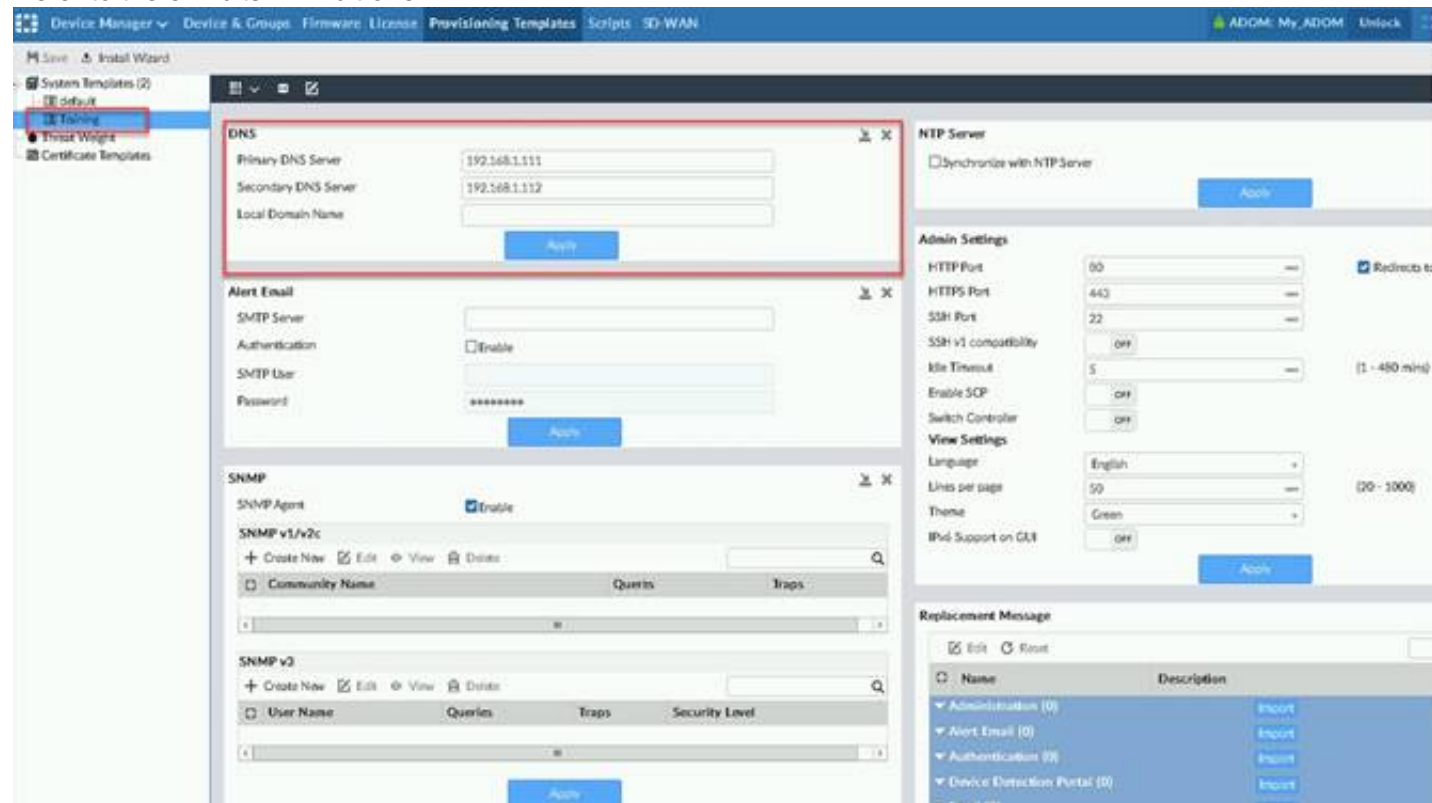 Device Manager Device & Groups Firmware License Provisioning Templates Scripts SD-WAN ADOM: My_ADOM Unlock
Save Install Wizard
System Templates (2)
default
Training
Threat Weight
Certificate Templates
DNS
Primary DNS Server 192.168.1.111
Secondary DNS Server 192.168.1.112
Local Domain Name
Apply
Alert Email
SMTP Server
Authentication Enable
SMTP User
Password ••••••••
Apply
SNMP
SNMP Agent Enable
SNMP v1/v2c
+ Create New Edit View Delete
Community Name Queries Traps
SNMP v3
+ Create New Edit View Delete
User Name Queries Traps Security Level
Apply
NTP Server
Synchronize with NTP Server
Apply
Admin Settings
HTTP Port 80 Redirects to
HTTPS Port 443
SSH Port 22
SSH v1 compatibility OFF
Idle Timeout 5 (1 - 480 mins)
Enable SCP OFF
Switch Controller OFF
View Settings
Language English
Lines per page 50 (20 - 1000)
Theme Green
IPv6 Support on GUI OFF
Apply
Replacement Message
Edit Reset
Name Description
Administration (0) Import
Alert Email (0) Import
Authentication (0) Import
Device Detection Portal (0) Import